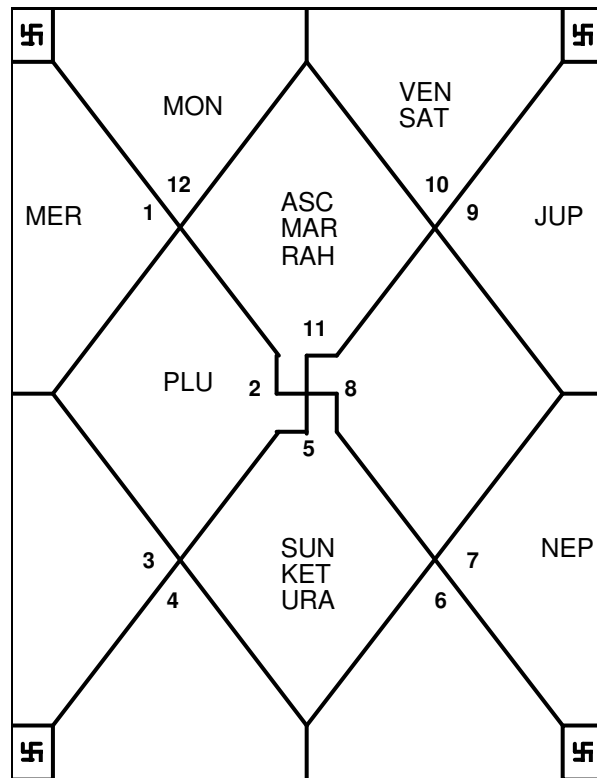 MON
VEN
SAT
12
10
MER
1
ASC
MAR
RAH
9
JUP
11
PLU
2
8
5
3
SUN
KET
URA
7
NEP
4
6